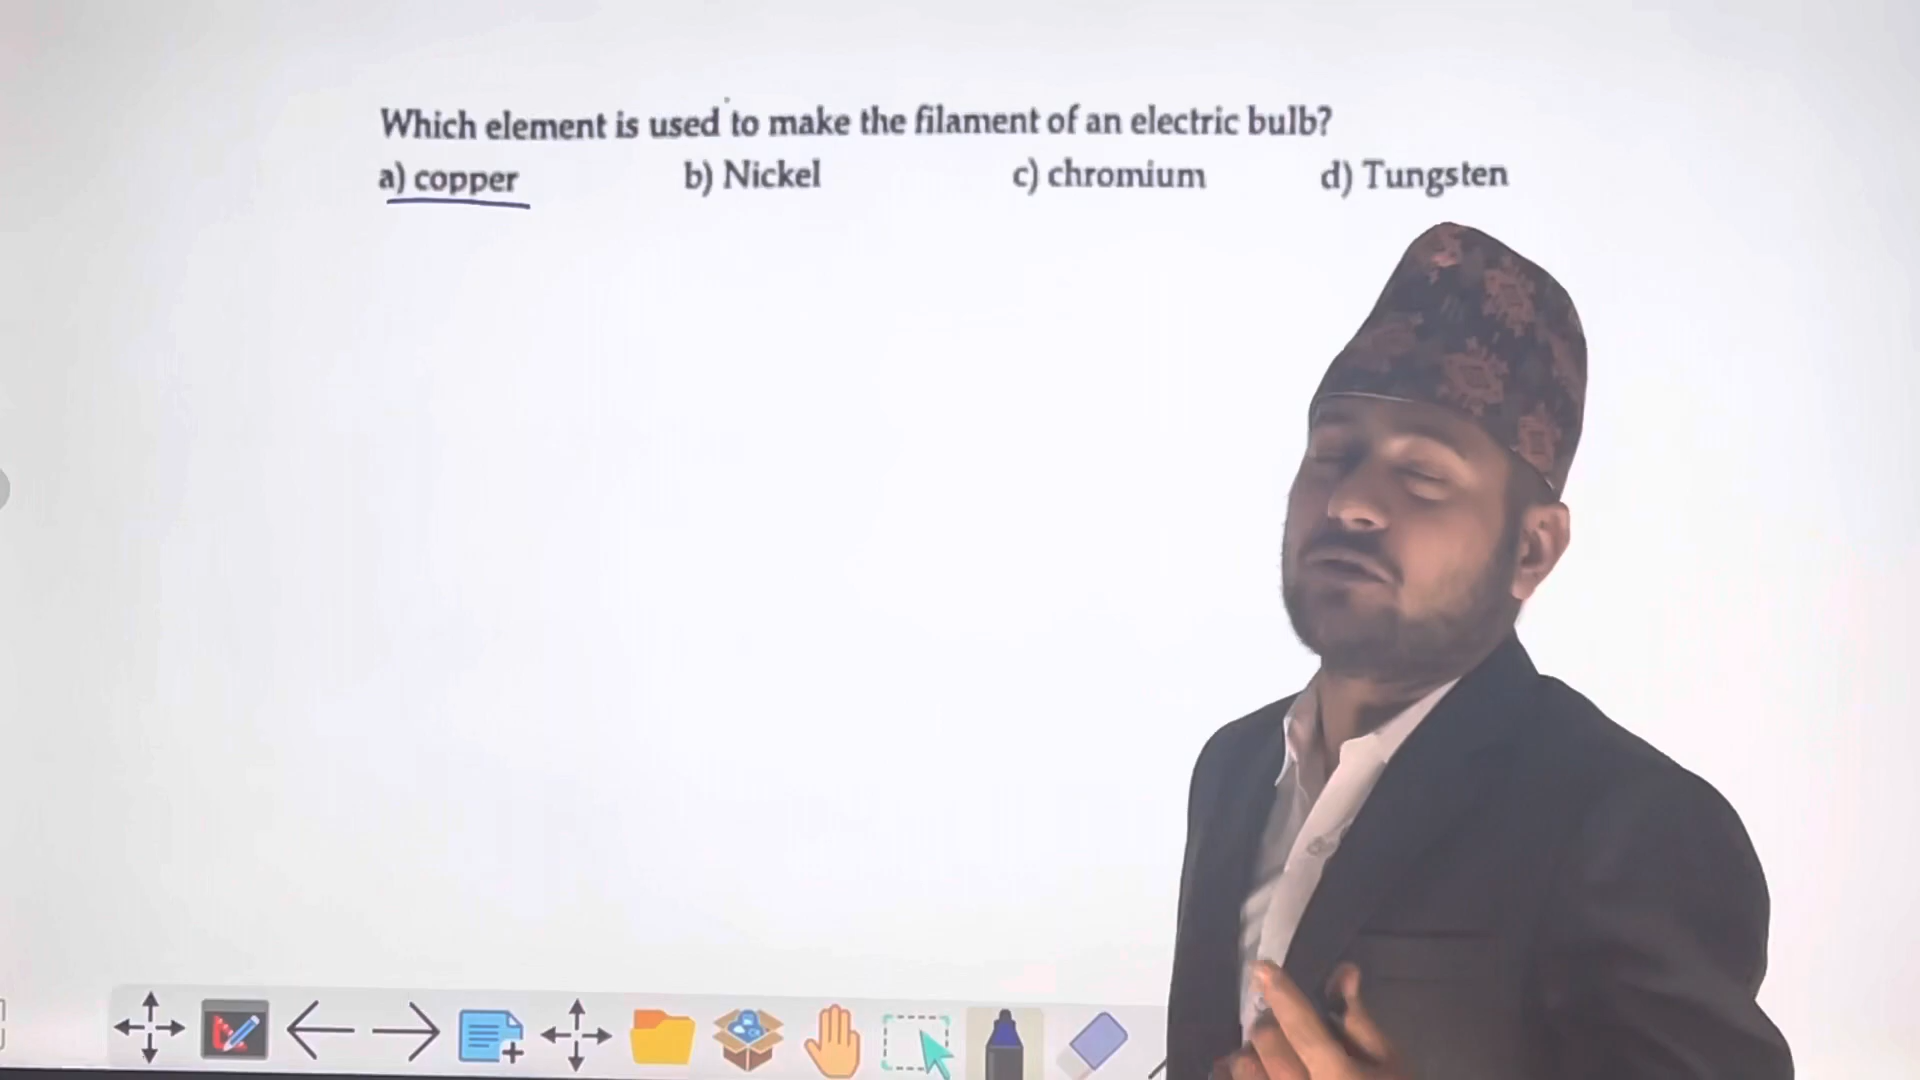 Which element is used to make the filament of an electric bulb?
a) copper b) Nickel c) chromium d) Tungsten